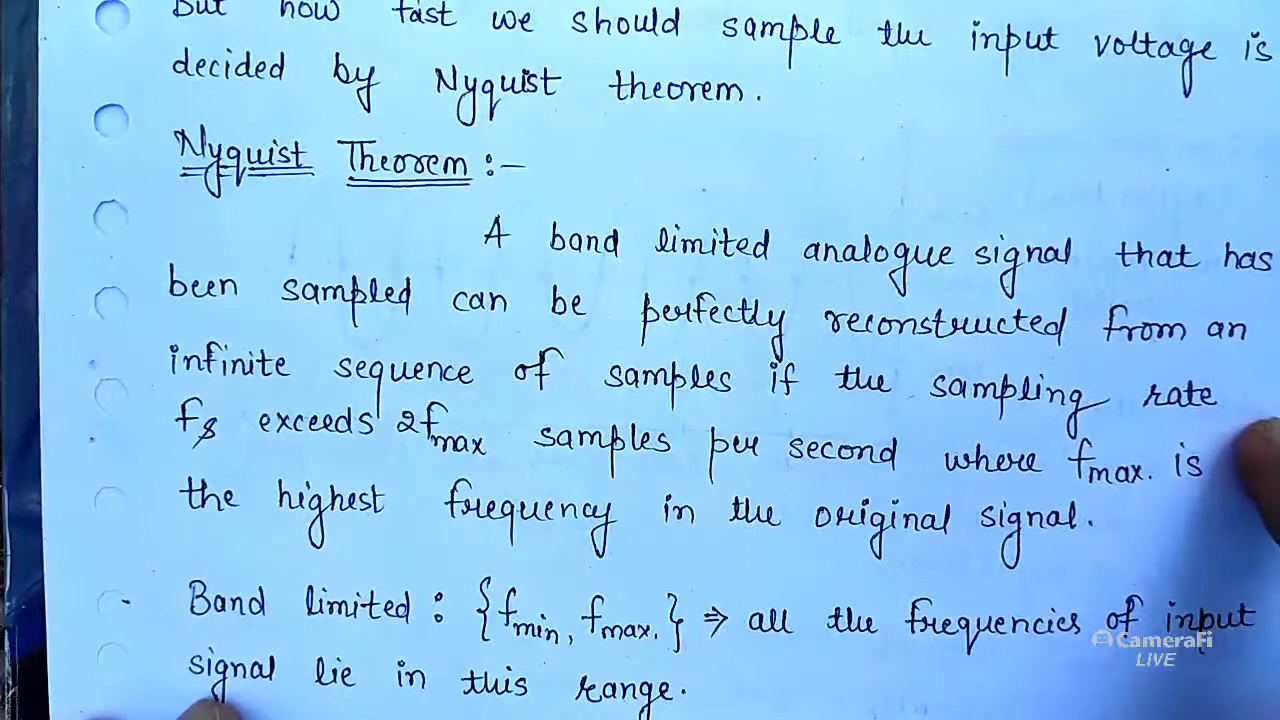 But how fast we should sample the input voltage is
decided by Nyquist theorem.
Nyquist Theorem :-
A band limited analogue signal that has
been sampled can be perfectly reconstructed from an
infinite sequence of samples if the sampling rate
fs exceeds 2fmax samples per second where fmax. is
the highest frequency in the original signal.
Band limited : {fmin, fmax.} ⇒ all the frequencies of input
signal lie in this range.
CameraFi
LIVE